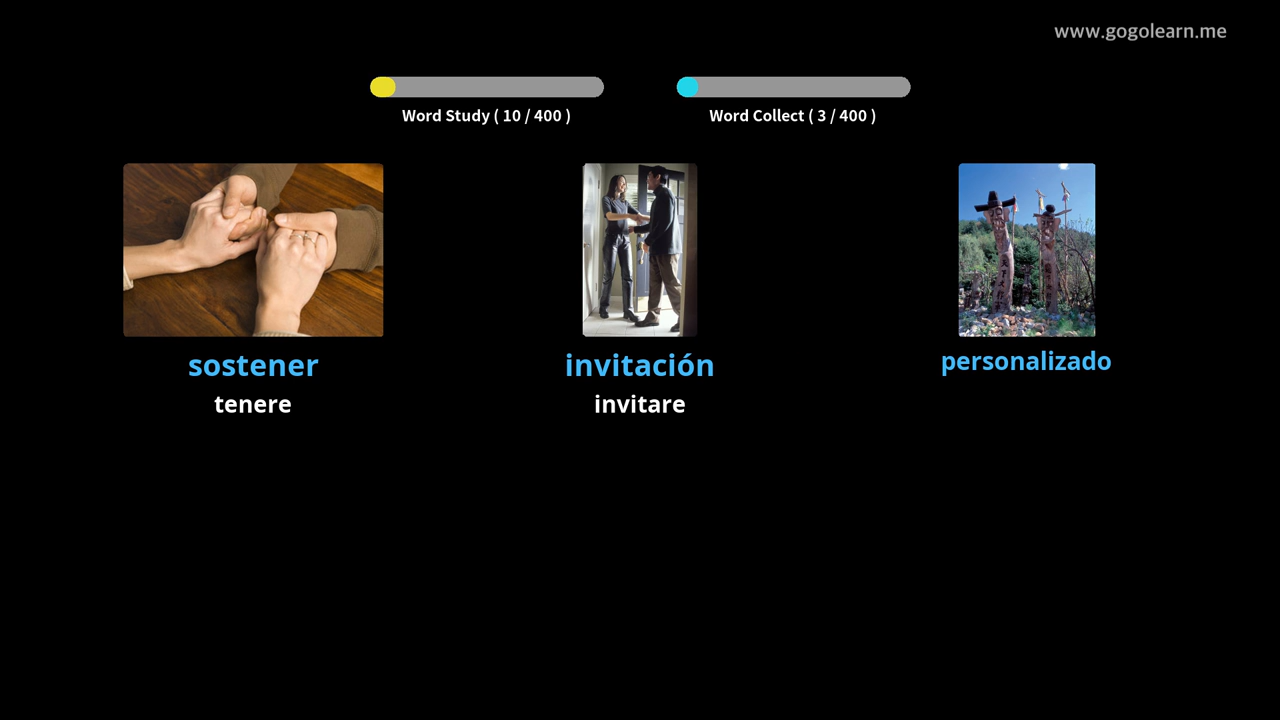 www.gogolearn.me
Word Study ( 10 / 400 )
Word Collect ( 3 / 400 )
sostener
invitación
personalizado
tenere
invitare